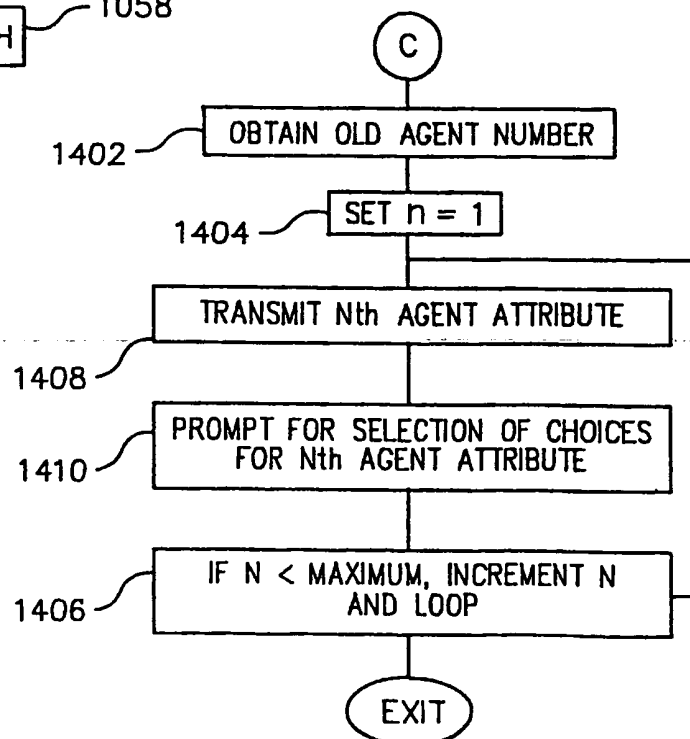 1058
H
C
OBTAIN OLD AGENT NUMBER
1402
SET n = 1
1404
TRANSMIT Nth AGENT ATTRIBUTE
1408
PROMPT FOR SELECTION OF CHOICES
FOR Nth AGENT ATTRIBUTE
1410
IF N < MAXIMUM, INCREMENT N
AND LOOP
1406
EXIT